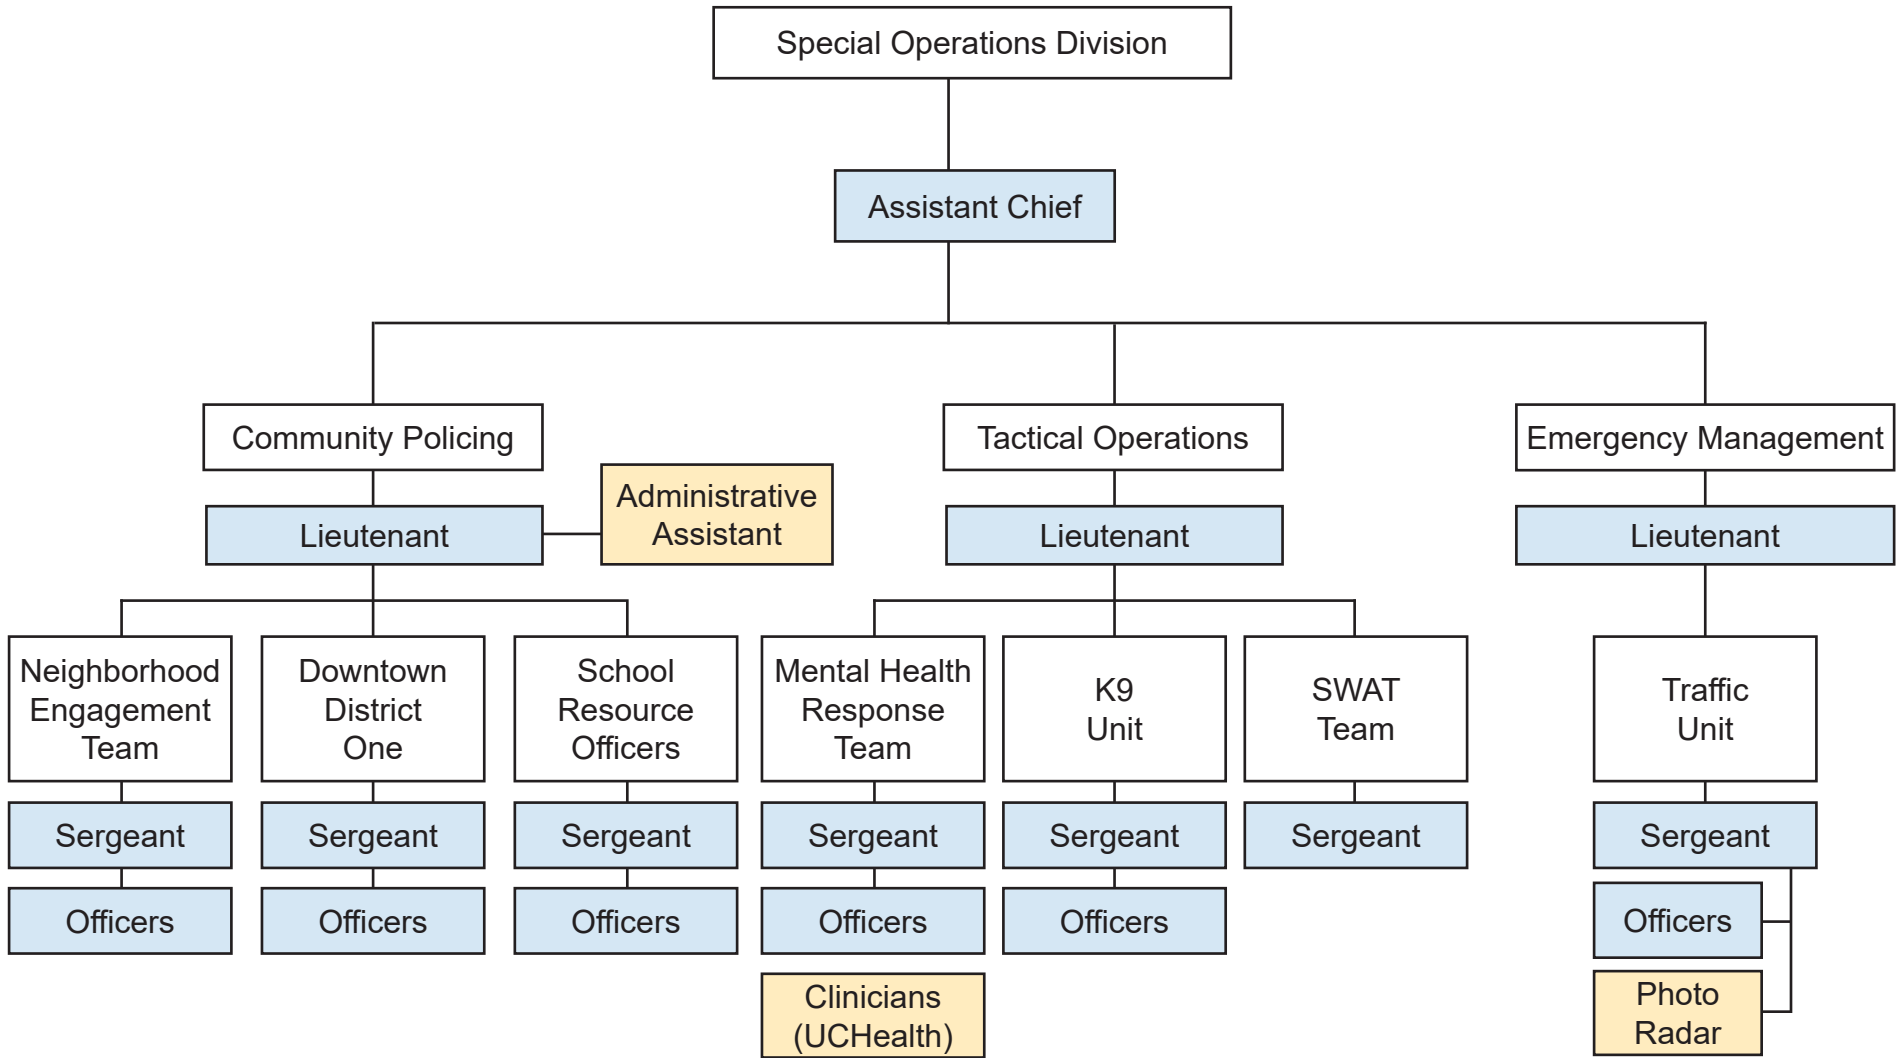 Special Operations Division
Assistant Chief
Community Policing
Tactical Operations
Emergency Management
Lieutenant
Administrative
Assistant
Lieutenant
Lieutenant
Neighborhood
Engagement
Team
Downtown
District
One
School
Resource
Officers
Mental Health
Response
Team
K9
Unit
SWAT
Team
Traffic
Unit
Sergeant
Sergeant
Sergeant
Sergeant
Sergeant
Sergeant
Sergeant
Officers
Officers
Officers
Officers
Officers
Officers
Clinicians
(UCHealth)
Photo
Radar